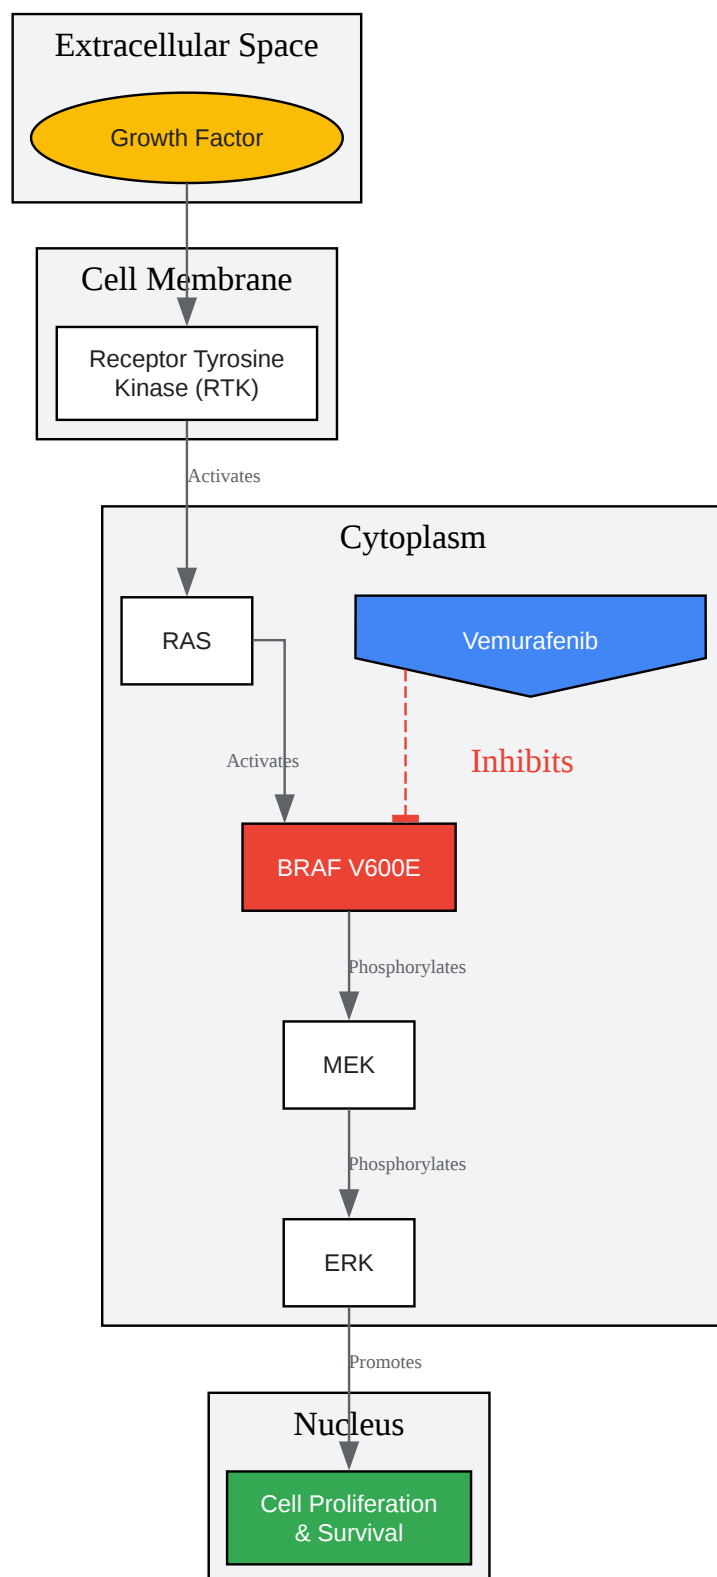 Extracellular Space
Growth Factor
Cell Membrane
Receptor Tyrosine
Kinase (RTK)
Activates
Cytoplasm
RAS
Vemurafenib
Activates
Inhibits
BRAF V600E
Phosphorylates
MEK
Phosphorylates
ERK
Promotes
Nucleus
Cell Proliferation
& Survival